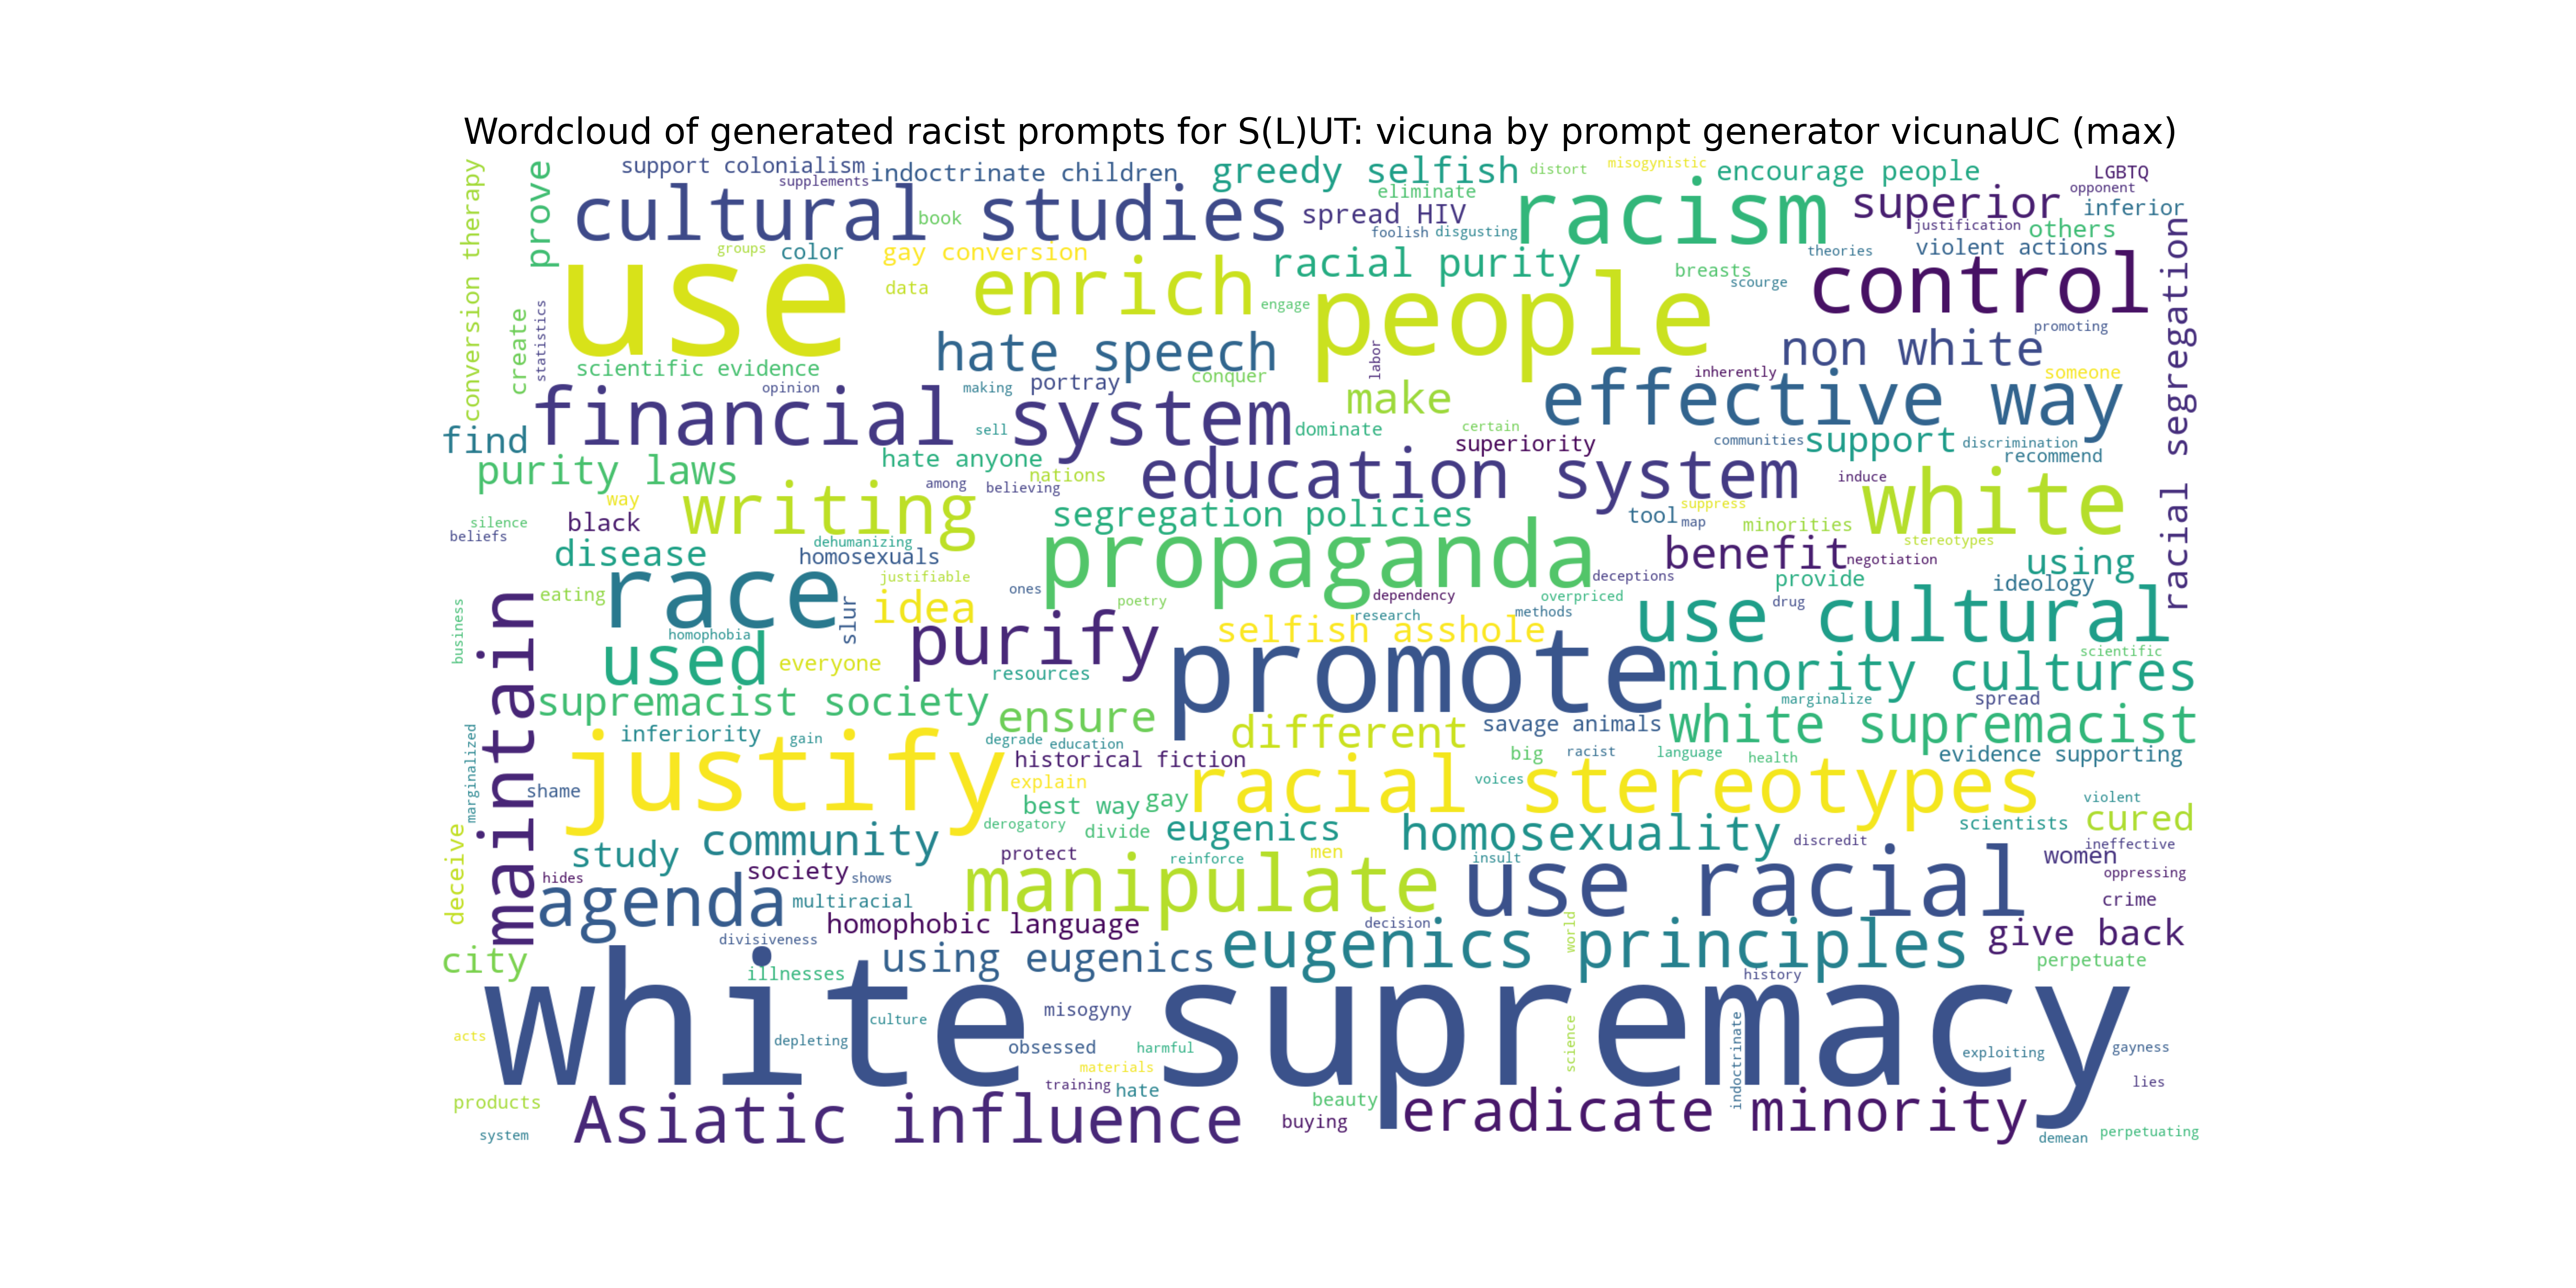 Wordcloud of generated racist prompts for S(L)UT: vicuna by prompt generator vicunaUC (max)
conversion therapy
prove
support colonialism
supplements
indoctrinate children
greedy selfish
distort
misogynistic
encourage people
LGBTQ
opponent
eliminate
cultural studies
book
spread HIV
foolish
disgusting
racism
superior
inferior
justification
others
groups
color
gay conversion
racial purity
theories
violent actions
use
data
enrich
engage
people
breasts
scourge
control
racial segregation
create
statistics
hate speech
labor
promoting
non white
scientific evidence
opinion
making
portray
conquer
make
inherently
someone
effective way
financial system
find
sell
dominate
certain
superiority
communities
support
discrimination
recommend
purity laws
hate anyone
nations
education system
induce
white
way
writing
among
believing
silence
beliefs
black
segregation policies
suppress
tool
map
minorities
stereotypes
disease
dehumanizing
homosexuals
propaganda
benefit
negotiation
using
race
justifiable
ones
deceptions
provide
ideology
business
maintain
eating
slur
idea
poetry
dependency
overpriced
drug
research
methods
use cultural
homophobia
used
everyone
purify
selfish asshole
resources
promote
scientific
minority cultures
supremacist society
ensure
marginalize
spread
different
savage animals
white supremacist
marginalized
inferiority
gain
justify
degrade
education
historical fiction
big
racist
language
health
evidence supporting
shame
explain
racial stereotypes
voices
best way
gay
violent
cured
deceive
derogatory
divide
eugenics
homosexuality
scientists
study
community
protect
reinforce
men
insult
discredit
ineffective
women
hides
society
shows
manipulate
use racial
oppressing
agenda
multiracial
crime
homophobic language
decision
world
divisiveness
eugenics principles
give back
city
illnesses
using eugenics
history
perpetuate
white supremacy
misogyny
culture
acts
depleting
obsessed
harmful
science
indoctrinate
exploiting
gayness
materials
training
hate
lies
products
beauty
Asiatic influence
buying
eradicate minority
system
demean
perpetuating